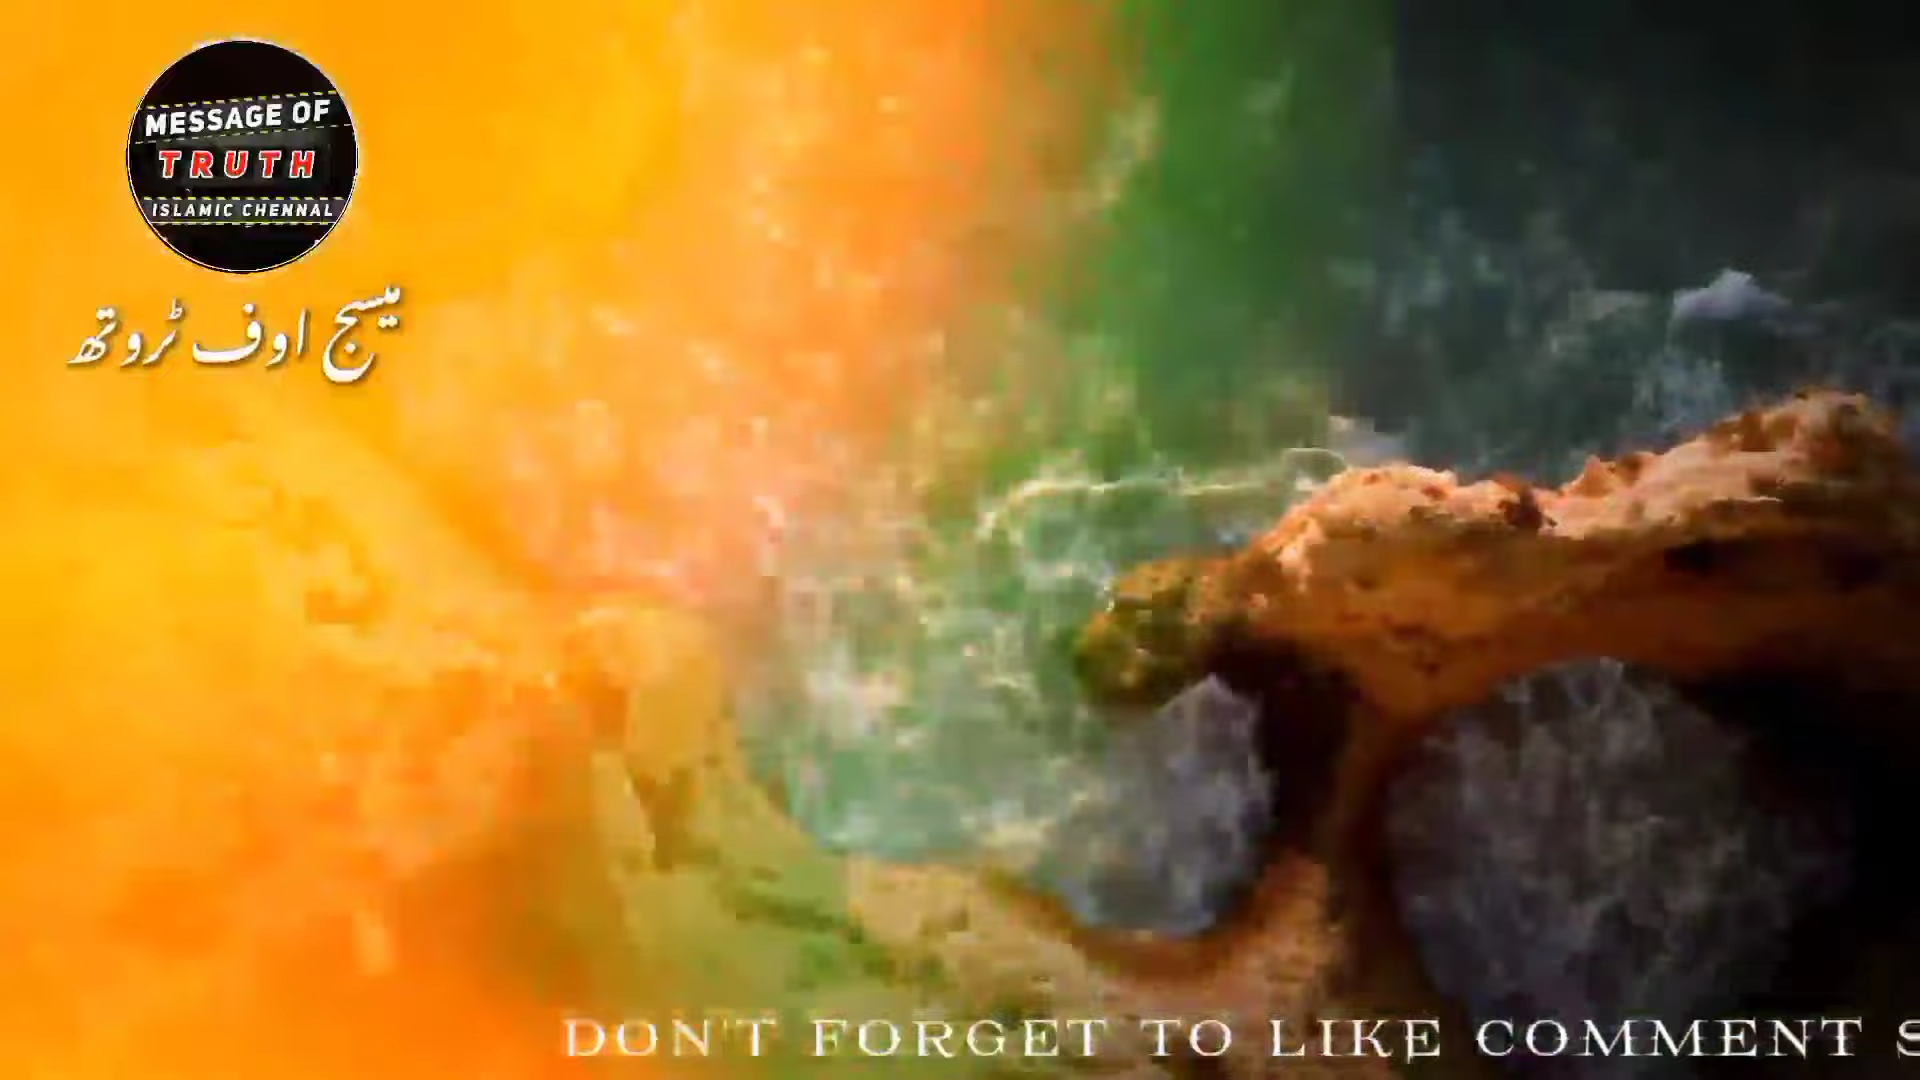 MESSAGE OF
TRUTH
ISLAMIC CHENNAL
میسج اوف ٹروتھ
DON'T FORGET TO LIKE COMMENT S